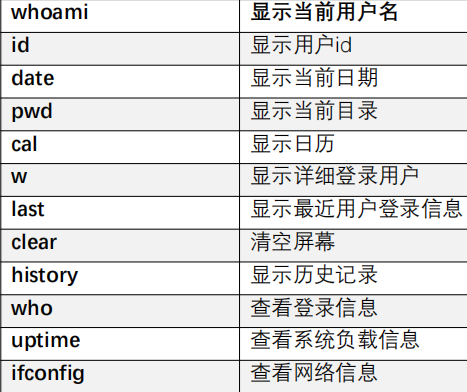 whoami 显示当前用户名
id 显示用户id
date 显示当前日期
pwd 显示当前目录
cal 显示日历
w 显示详细登录用户
last 显示最近用户登录信息
clear 清空屏幕
history 显示历史记录
who 查看登录信息
uptime 查看系统负载信息
ifconfig 查看网络信息